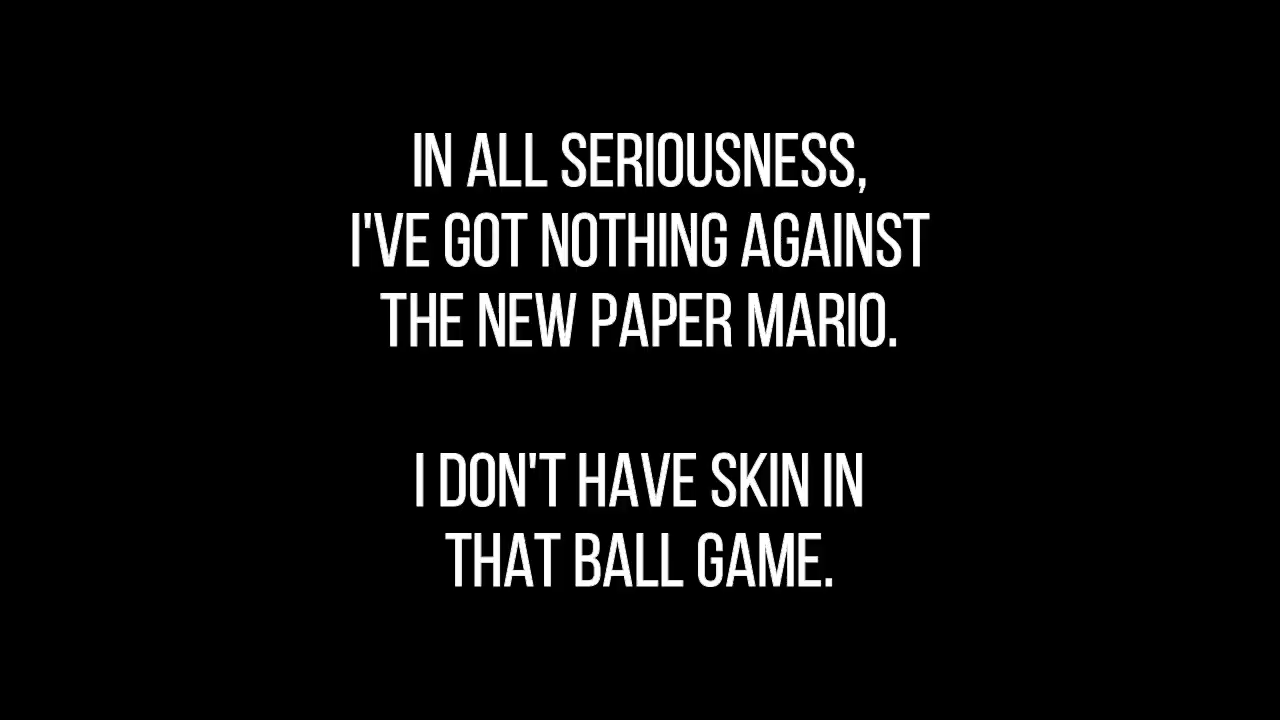 IN ALL SERIOUSNESS,
I'VE GOT NOTHING AGAINST
THE NEW PAPER MARIO.
I DON'T HAVE SKIN IN
THAT BALL GAME.